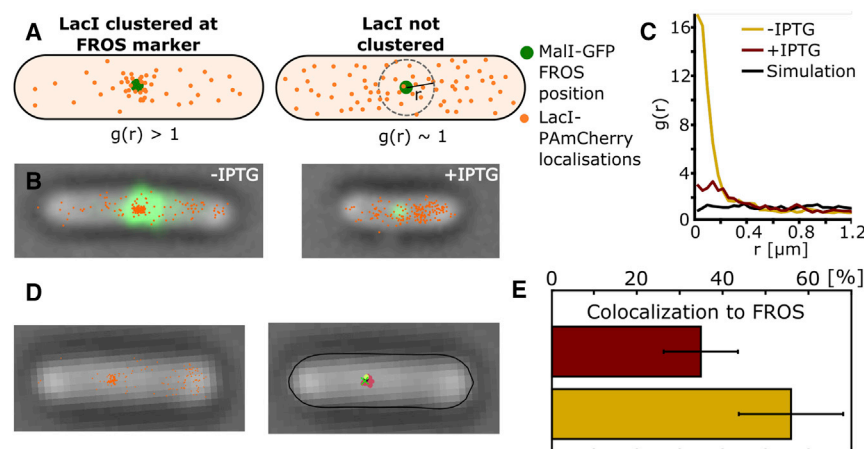 A
LacI clustered at
FROS marker
LacI not
clustered
r
g(r) > 1
g(r) ~ 1
MalI-GFP
FROS
position
LacI-
PAmCherry
localisations
B
-IPTG
+IPTG
C
16
12
8
4
0
g(r)
-IPTG
+IPTG
Simulation
0 0.4 0.8 1.2
r [µm]
D
E
0 20 40 60 [%]
Colocalization to FROS